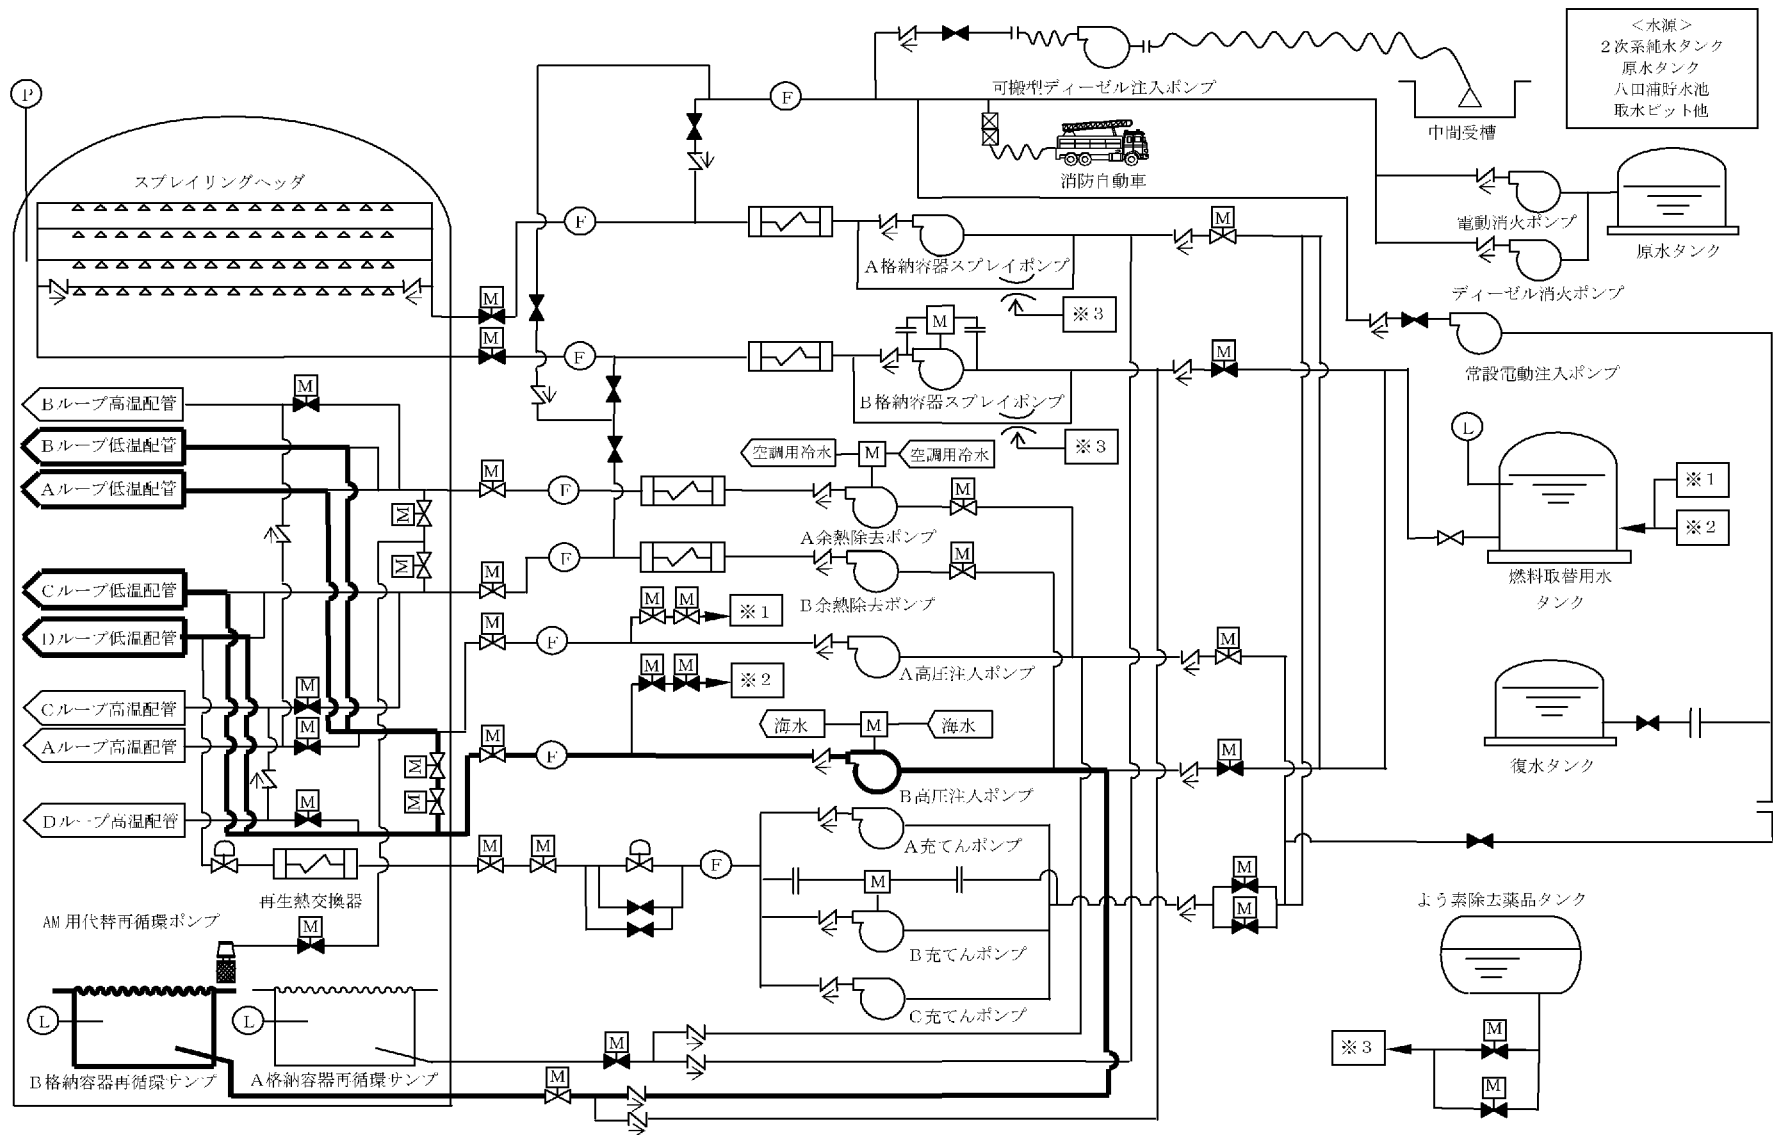 ＜水源＞
２次系純水タンク
原水タンク
八田浦貯水池
取水ピット他
P
可搬型ディーゼル注入ポンプ
中間受槽
F
消防自動車
スプレイリングヘッダ
電動消火ポンプ
原水タンク
ディーゼル消火ポンプ
F
M
A格納容器スプレイポンプ
※３
M
M
F
M
M
B格納容器スプレイポンプ
※３
常設電動注入ポンプ
Bループ高温配管
M
Bループ低温配管
Aループ低温配管
空調用冷水
M
空調用冷水
L
M
F
M
M
A余熱除去ポンプ
※１
※２
燃料取替用水
タンク
M
M
F
M
B余熱除去ポンプ
Cループ低温配管
Dループ低温配管
M
M
※１
M
F
A高圧注入ポンプ
M
M
M
※２
Cループ高温配管
M
Aループ高温配管
M
海水
M
海水
M
F
M
M
B高圧注入ポンプ
M
復水タンク
Dループ高温配管
M
M
M
F
A充てんポンプ
再生熱交換器
M
M
M
AM用代替再循環ポンプ
M
B充てんポンプ
よう素除去薬品タンク
L
L
C充てんポンプ
M
M
※３
B格納容器再循環サンプ
A格納容器再循環サンプ
M
M